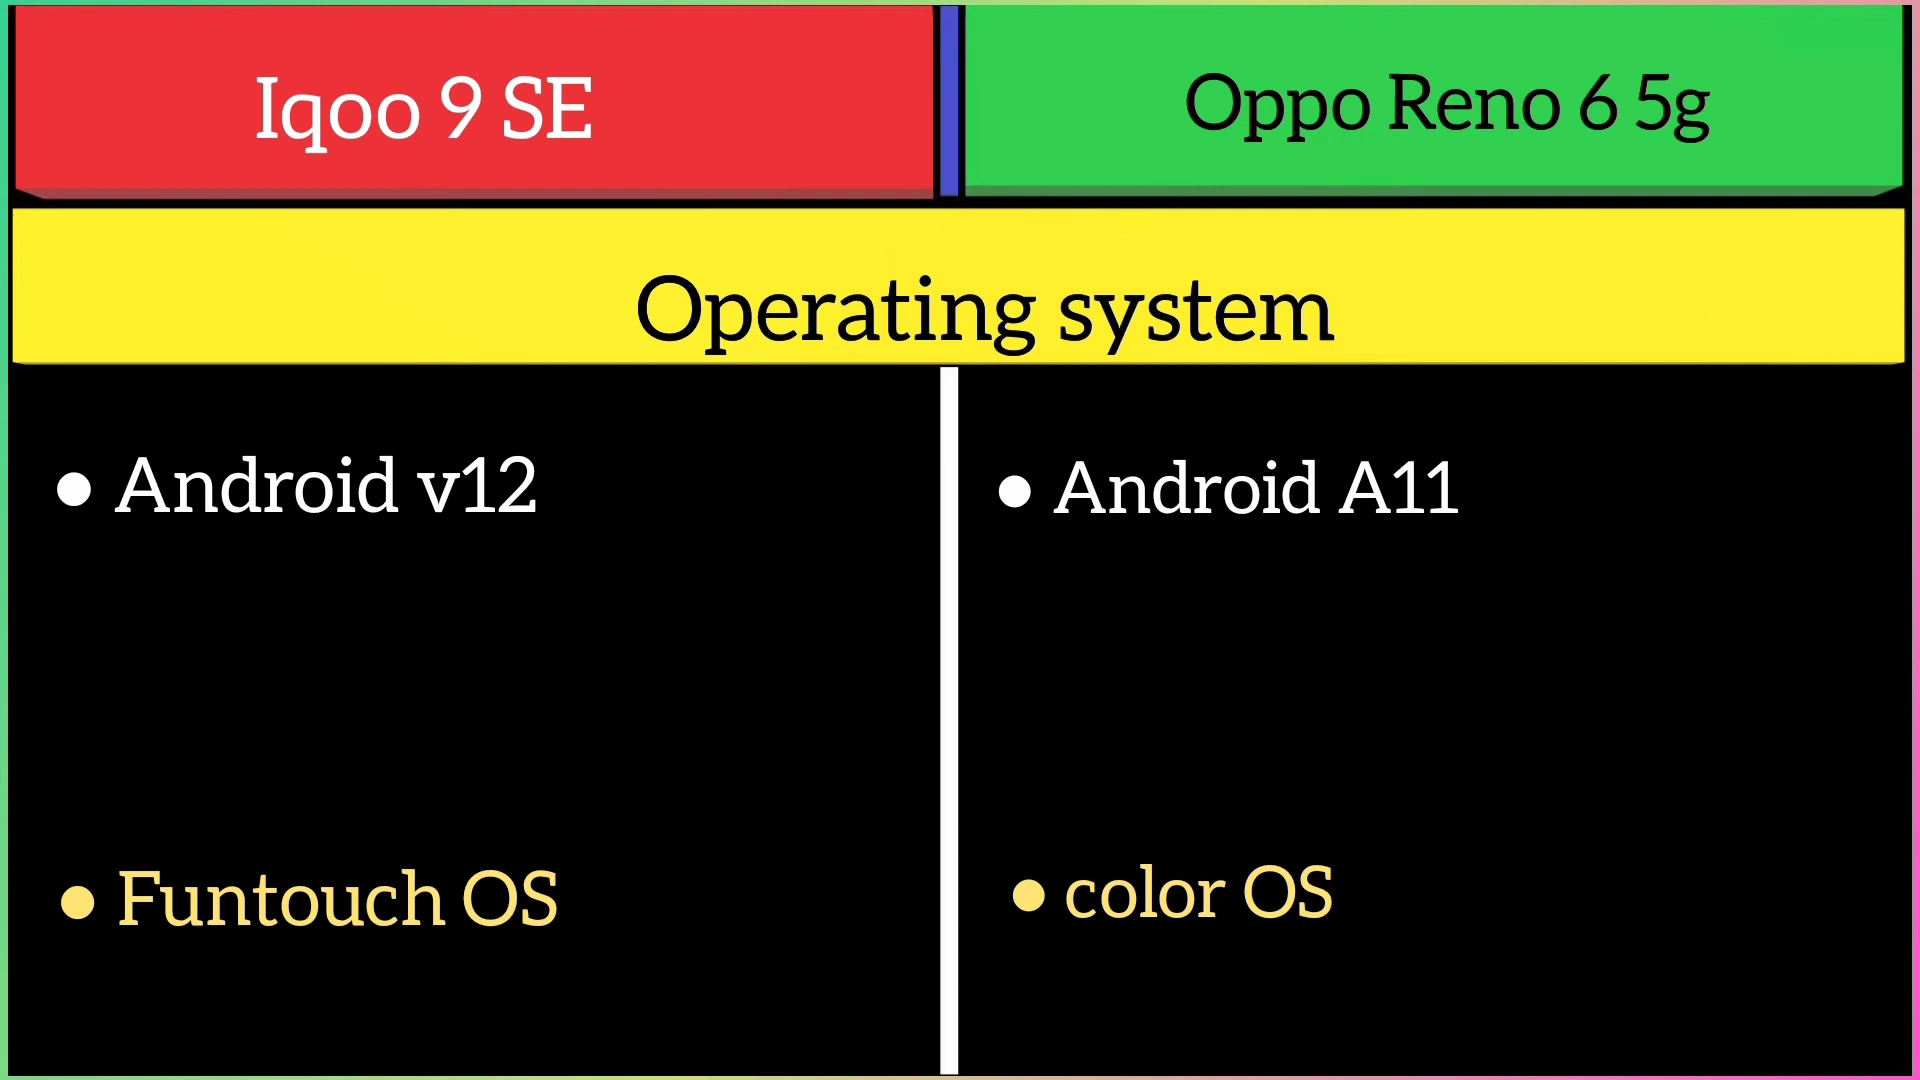 Iqoo 9 SE
Oppo Reno 6 5g
Operating system
• Android v12
• Android A11
• Funtouch OS
• color OS